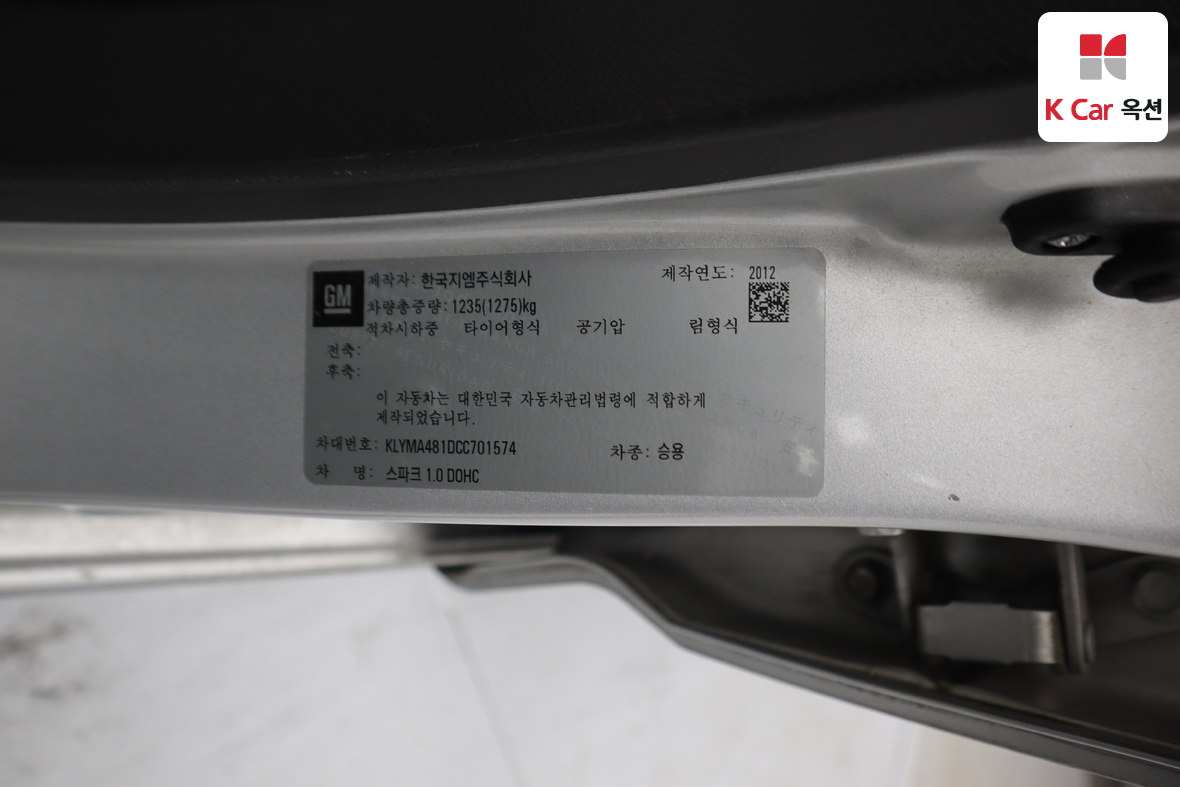 K Car 옥션
GM
제작자: 한국지엠주식회사 제작연도: 2012
차량총중량: 1235(1275)kg
적차시하중 타이어형식 공기압 림형식
전축:
후축:
이 자동차는 대한민국 자동차관리법령에 적합하게
제작되었습니다.
차대번호: KLYMA481DCC701574 차종: 승용
차 명: 스파크 1.0 DOHC